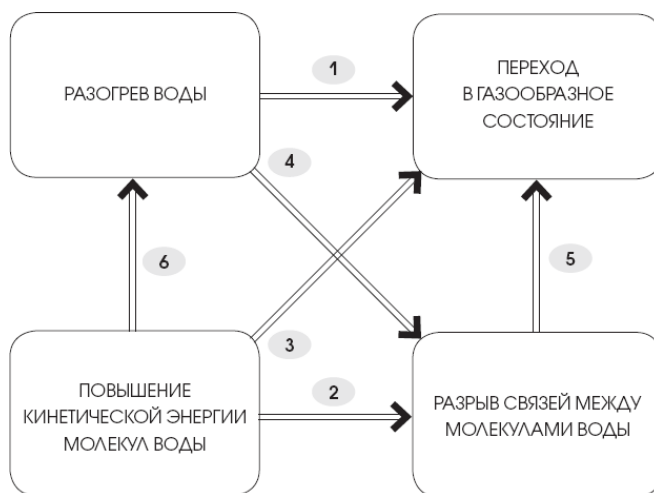 РАЗОГРЕВ ВОДЫ
1
ПЕРЕХОД
В ГАЗООБРАЗНОЕ
СОСТОЯНИЕ
4
6
5
3
ПОВЫШЕНИЕ
КИНЕТИЧЕСКОЙ ЭНЕРГИИ
МОЛЕКУЛ ВОДЫ
2
РАЗРЫВ СВЯЗЕЙ МЕЖДУ
МОЛЕКУЛАМИ ВОДЫ